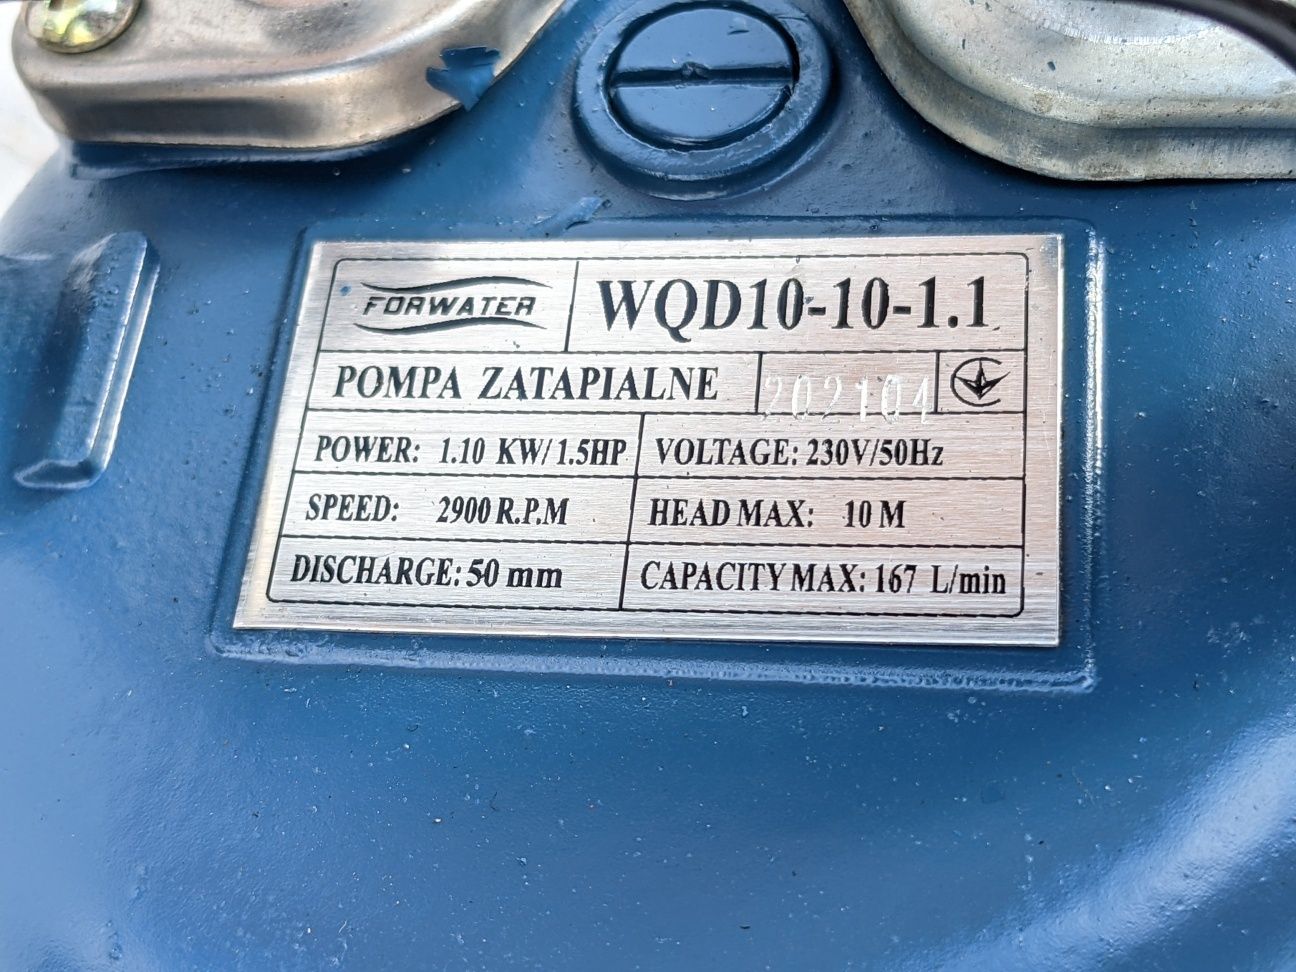 FORWATER
WQD10-10-1.1
POMPA ZATAPIALNE
202104
POWER: 1.10 KW/1.5HP
VOLTAGE: 230V/50Hz
SPEED: 2900 R.P.M
HEAD MAX: 10 M
DISCHARGE: 50 mm
CAPACITY MAX: 167 L/min